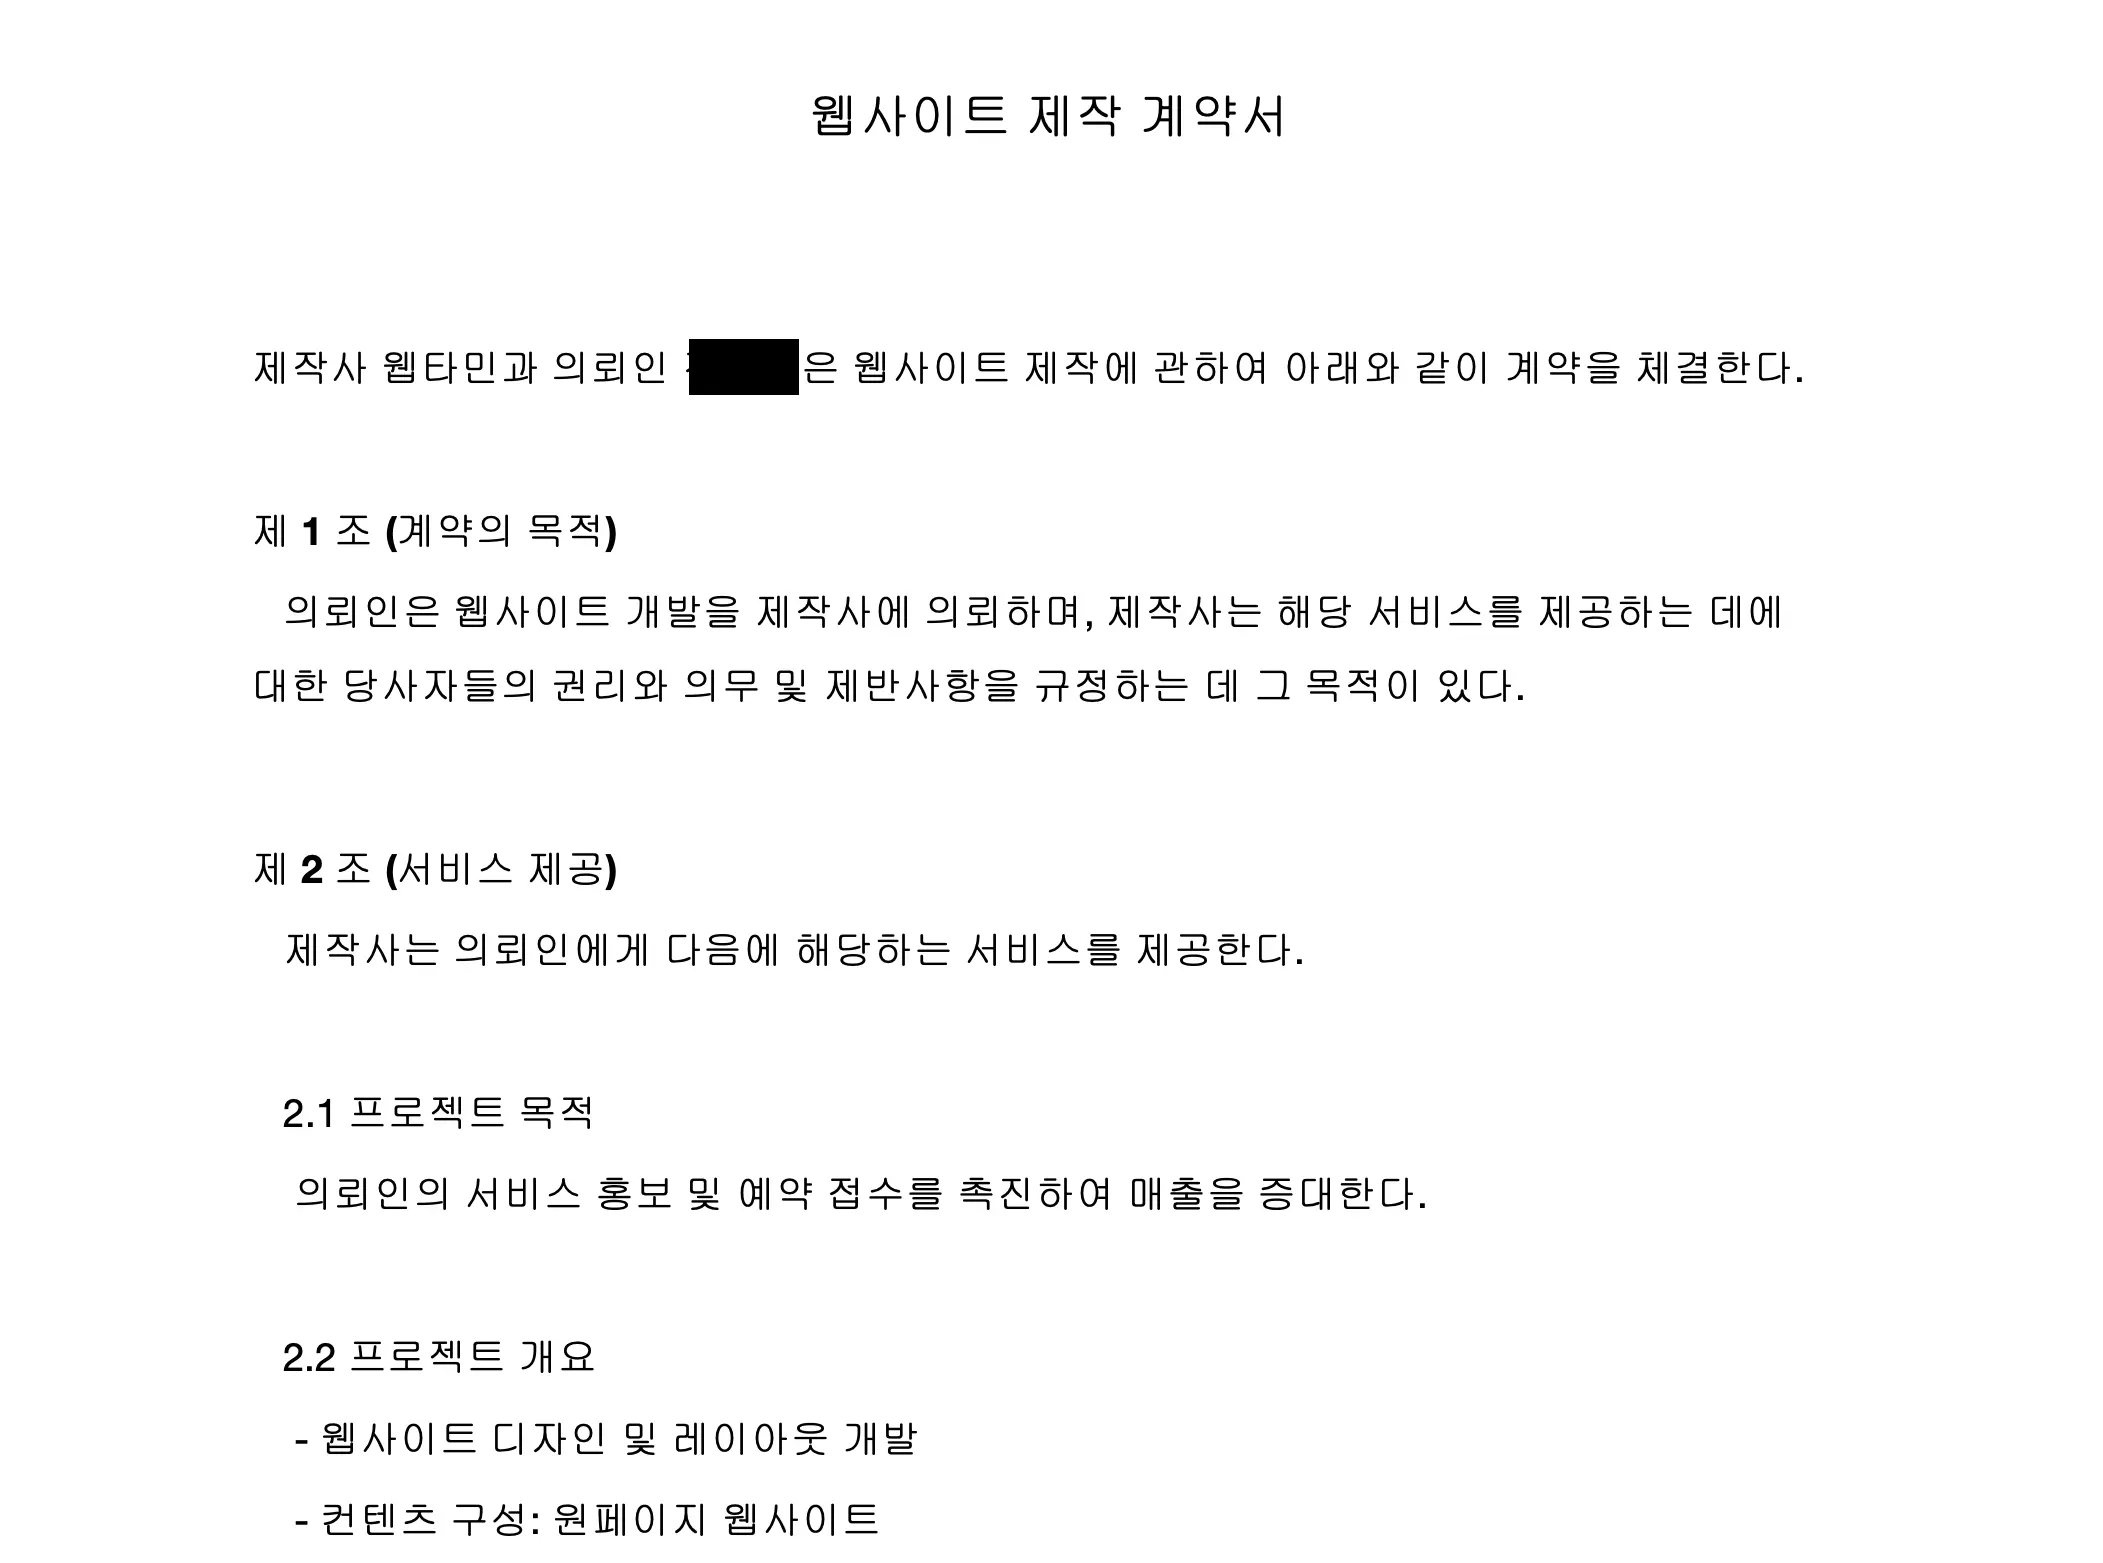 웹사이트 제작 계약서
제작사 웹타민과 의뢰인 은 웹사이트 제작에 관하여 아래와 같이 계약을 체결한다.
제 1 조 (계약의 목적)
의뢰인은 웹사이트 개발을 제작사에 의뢰하며, 제작사는 해당 서비스를 제공하는 데에
대한 당사자들의 권리와 의무 및 제반사항을 규정하는 데 그 목적이 있다.
제 2 조 (서비스 제공)
제작사는 의뢰인에게 다음에 해당하는 서비스를 제공한다.
2.1 프로젝트 목적
의뢰인의 서비스 홍보 및 예약 접수를 촉진하여 매출을 증대한다.
2.2 프로젝트 개요
- 웹사이트 디자인 및 레이아웃 개발
- 컨텐츠 구성: 원페이지 웹사이트